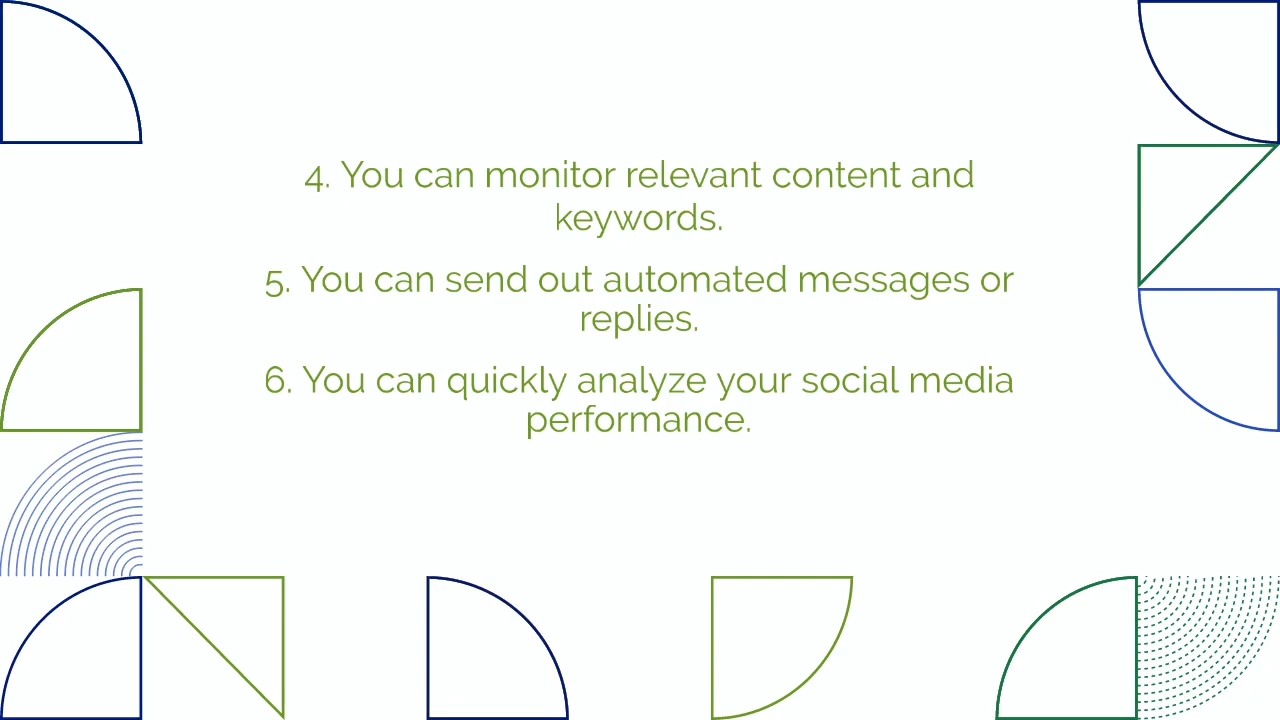 4. You can monitor relevant content and
keywords.
5. You can send out automated messages or
replies.
6. You can quickly analyze your social media
performance.